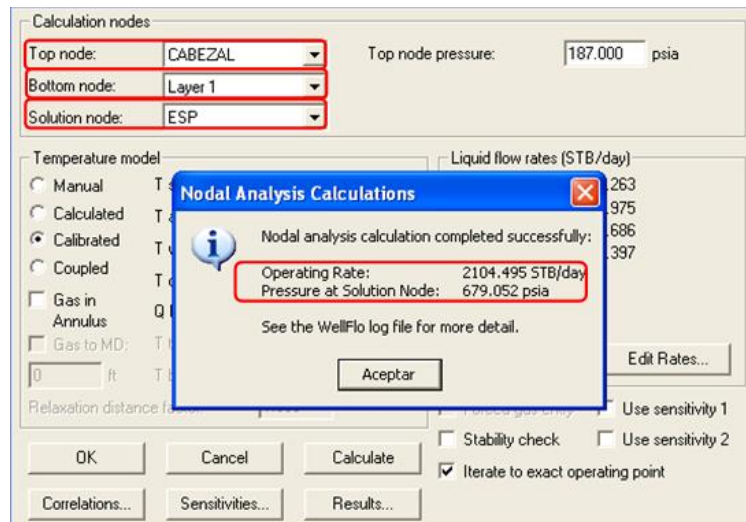 Calculation nodes
Top node: CABEZAL Top node pressure: 187.000 psia
Bottom node: Layer 1
Solution node: ESP
Temperature model Liquid flow rates (STB/day)
Manual T
Nodal Analysis Calculations
.263
Calculated T
.975
Calibrated T
.686
Coupled T
.397
Nodal analysis calculation completed successfully:
Operating Rate: 2104.495 STB/day
Pressure at Solution Node: 679.052 psia
Gas in
Annulus Q
See the WellFlo log file for more detail.
Gas to MD: T
Aceptar
Edit Rates...
0 ft T
Relaxation distance
Use sensitivity 1
Stability check Use sensitivity 2
OK Cancel Calculate
Iterate to exact operating point
Correlations... Sensitivities... Results...